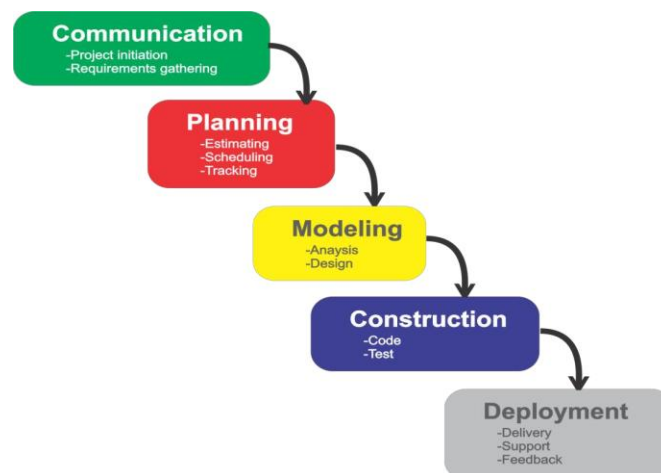 Communication
-Project initiation
-Requirements gathering
Planning
-Estimating
-Scheduling
-Tracking
Modeling
-Anaysis
-Design
Construction
-Code
-Test
Deployment
-Delivery
-Support
-Feedback